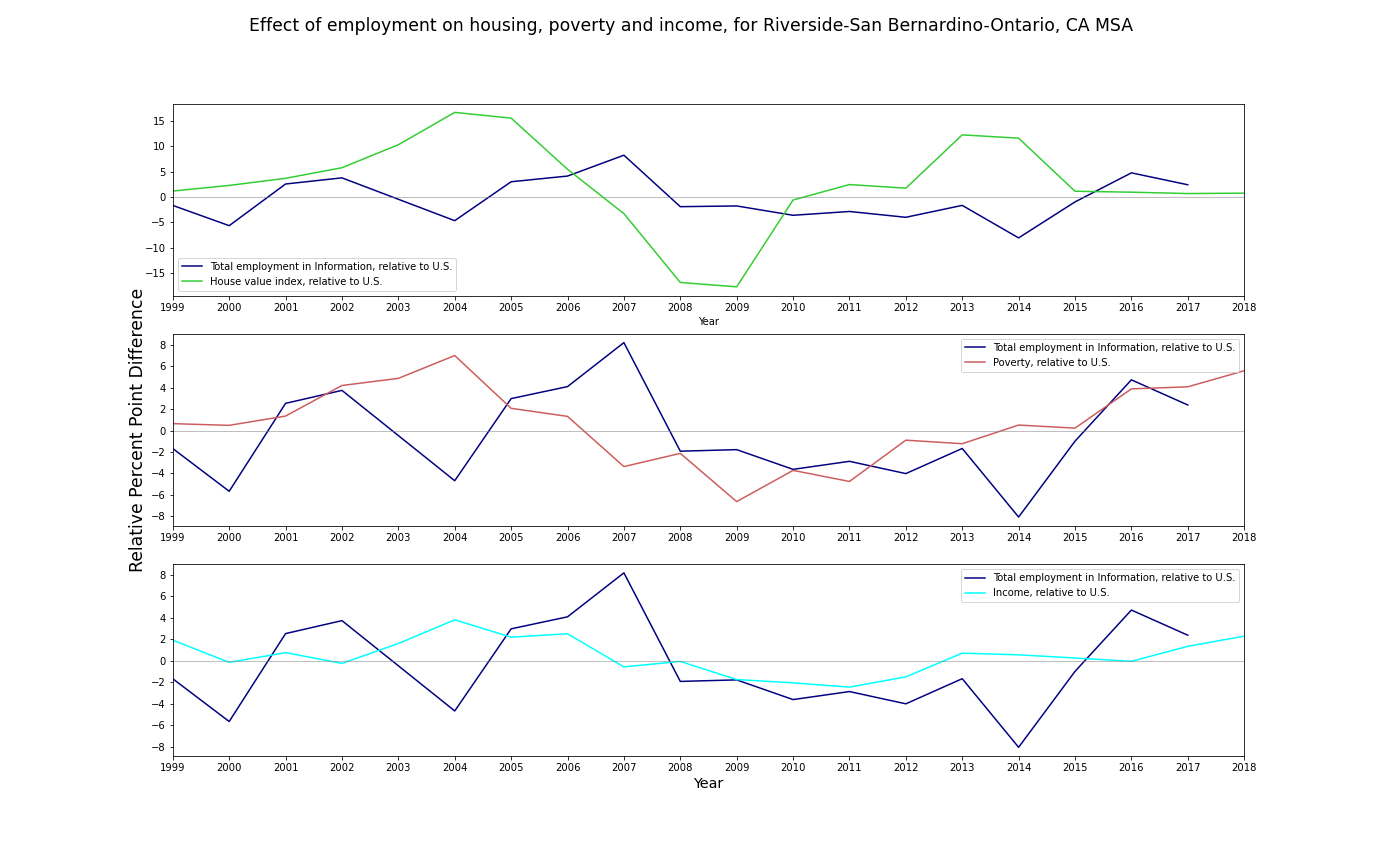 Effect of employment on housing, poverty and income, for Riverside-San Bernardino-Ontario, CA MSA
Relative Percent Point Difference
15
10
5
0
−5
−10
−15
Total employment in Information, relative to U.S.
House value index, relative to U.S.
1999 2000 2001 2002 2003 2004 2005 2006 2007 2008 2009 2010 2011 2012 2013 2014 2015 2016 2017 2018
Year
8
6
4
2
0
−2
−4
−6
−8
Total employment in Information, relative to U.S.
Poverty, relative to U.S.
1999 2000 2001 2002 2003 2004 2005 2006 2007 2008 2009 2010 2011 2012 2013 2014 2015 2016 2017 2018
8
6
4
2
0
−2
−4
−6
−8
Total employment in Information, relative to U.S.
Income, relative to U.S.
1999 2000 2001 2002 2003 2004 2005 2006 2007 2008 2009 2010 2011 2012 2013 2014 2015 2016 2017 2018
Year